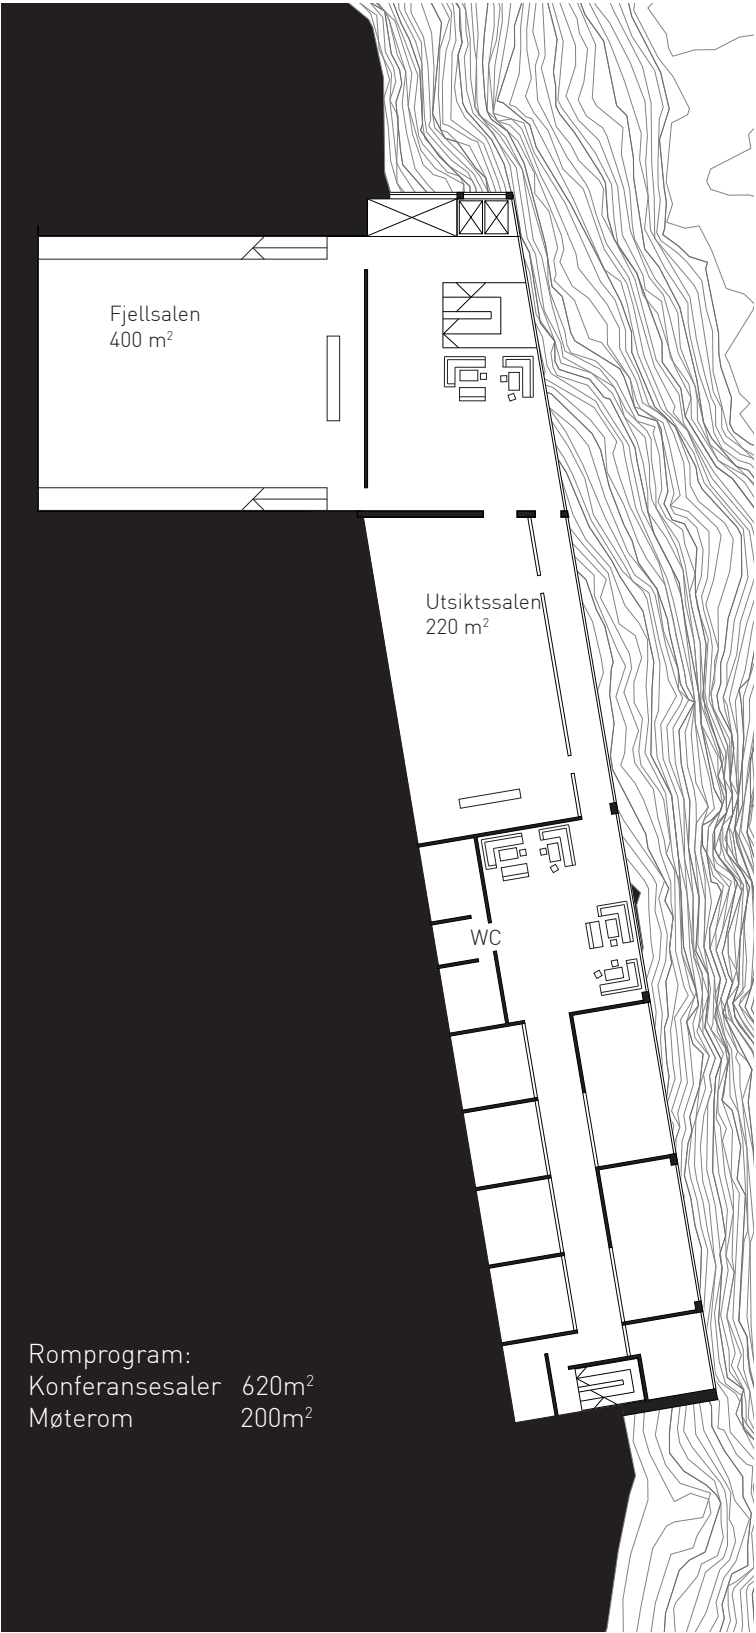 Fjellsalen
400 m²
Utsiktssalen
220 m²
WC
Romprogram:
Konferansesaler 620m²
Møterom 200m²